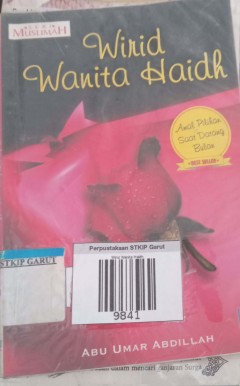 MUSLIMAH
Wirid
Wanita Haidh
Amal Pilihan
Saat Datang
Bulan
BEST SELLER
Perpustakaan STKIP Garut
STKIP GARUT
9841
ABU UMAR ABDILLAH